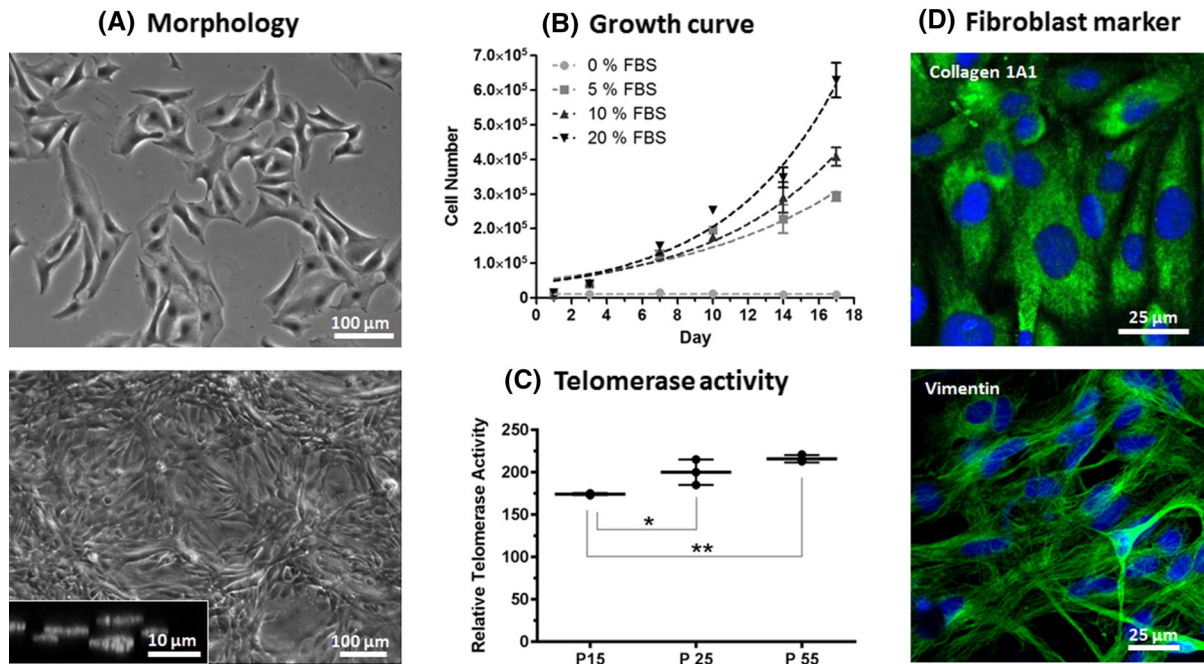 (A) Morphology
100 µm
10 µm
100 µm
(B) Growth curve
Cell Number
7.0×10⁵
6.0×10⁵
5.0×10⁵
4.0×10⁵
3.0×10⁵
2.0×10⁵
1.0×10⁵
0
0 % FBS
5 % FBS
10 % FBS
20 % FBS
0 2 4 6 8 10 12 14 16 18
Day
(C) Telomerase activity
Relative Telomerase Activity
250
200
150
100
50
0
*
**
P15 P 25 P 55
(D) Fibroblast marker
Collagen 1A1
25 µm
Vimentin
25 µm